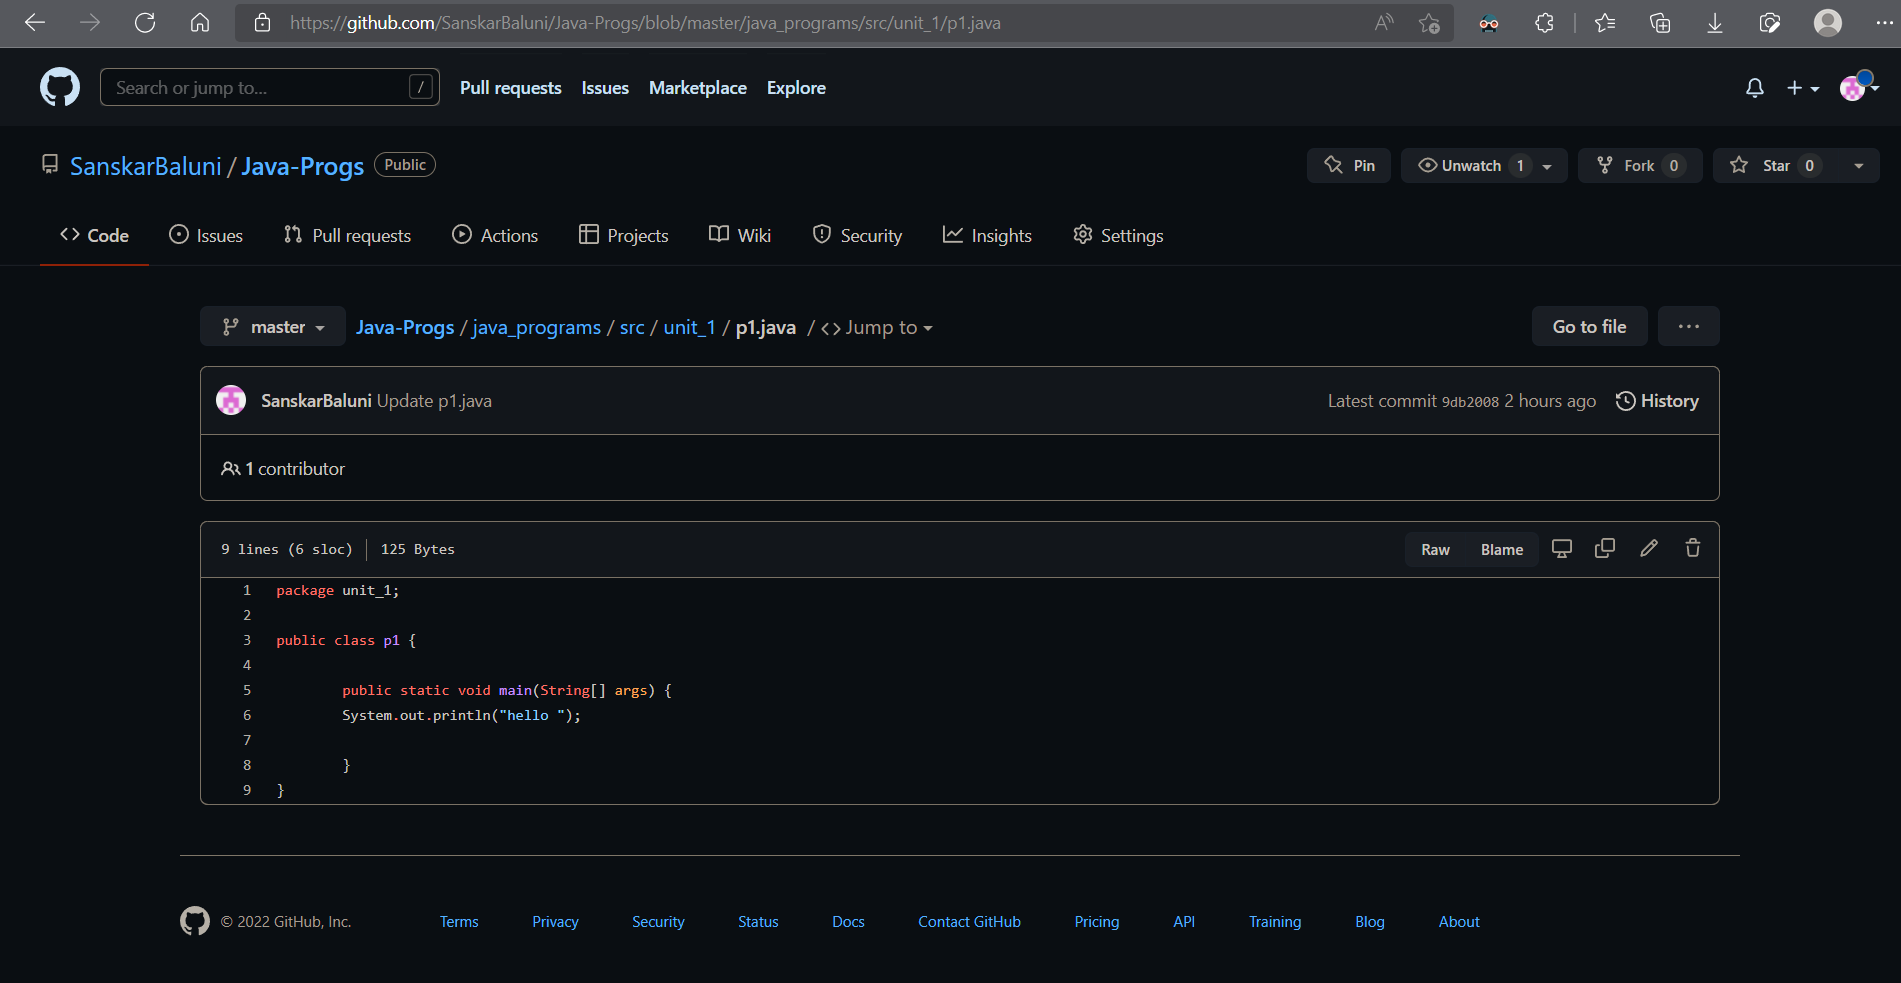 https://github.com/SanskarBaluni/Java-Progs/blob/master/java_programs/src/unit_1/p1.java
Search or jump to... / Pull requests Issues Marketplace Explore
SanskarBaluni / Java-Progs Public Pin Unwatch 1 Fork 0 Star 0
Code Issues Pull requests Actions Projects Wiki Security Insights Settings
master Java-Progs / java_programs / src / unit_1 / p1.java / <> Jump to Go to file ...
SanskarBaluni Update p1.java Latest commit 9db2008 2 hours ago History
1 contributor
9 lines (6 sloc) 125 Bytes Raw Blame
1 package unit_1;
2
3 public class p1 {
4
5 public static void main(String[] args) {
6 System.out.println("hello ");
7
8 }
9 }
© 2022 GitHub, Inc. Terms Privacy Security Status Docs Contact GitHub Pricing API Training Blog About